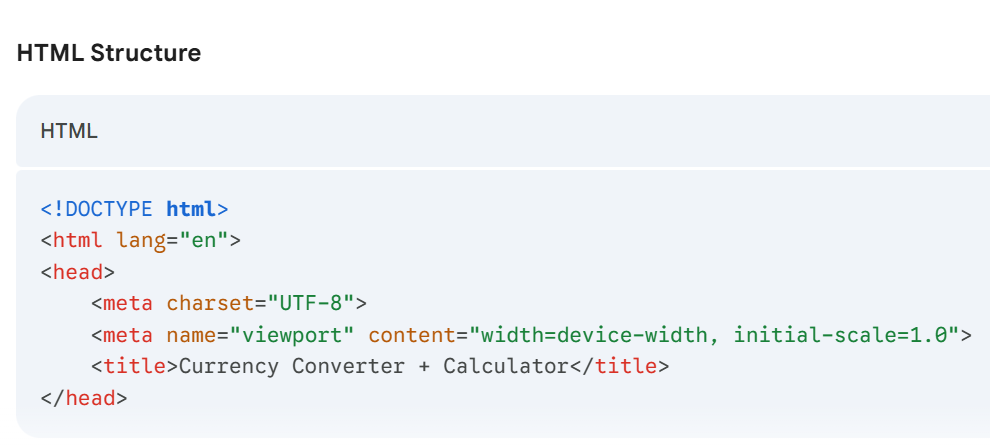 HTML Structure
HTML
<!DOCTYPE html>
<html lang="en">
<head>
    <meta charset="UTF-8">
    <meta name="viewport" content="width=device-width, initial-scale=1.0">
    <title>Currency Converter + Calculator</title>
</head>